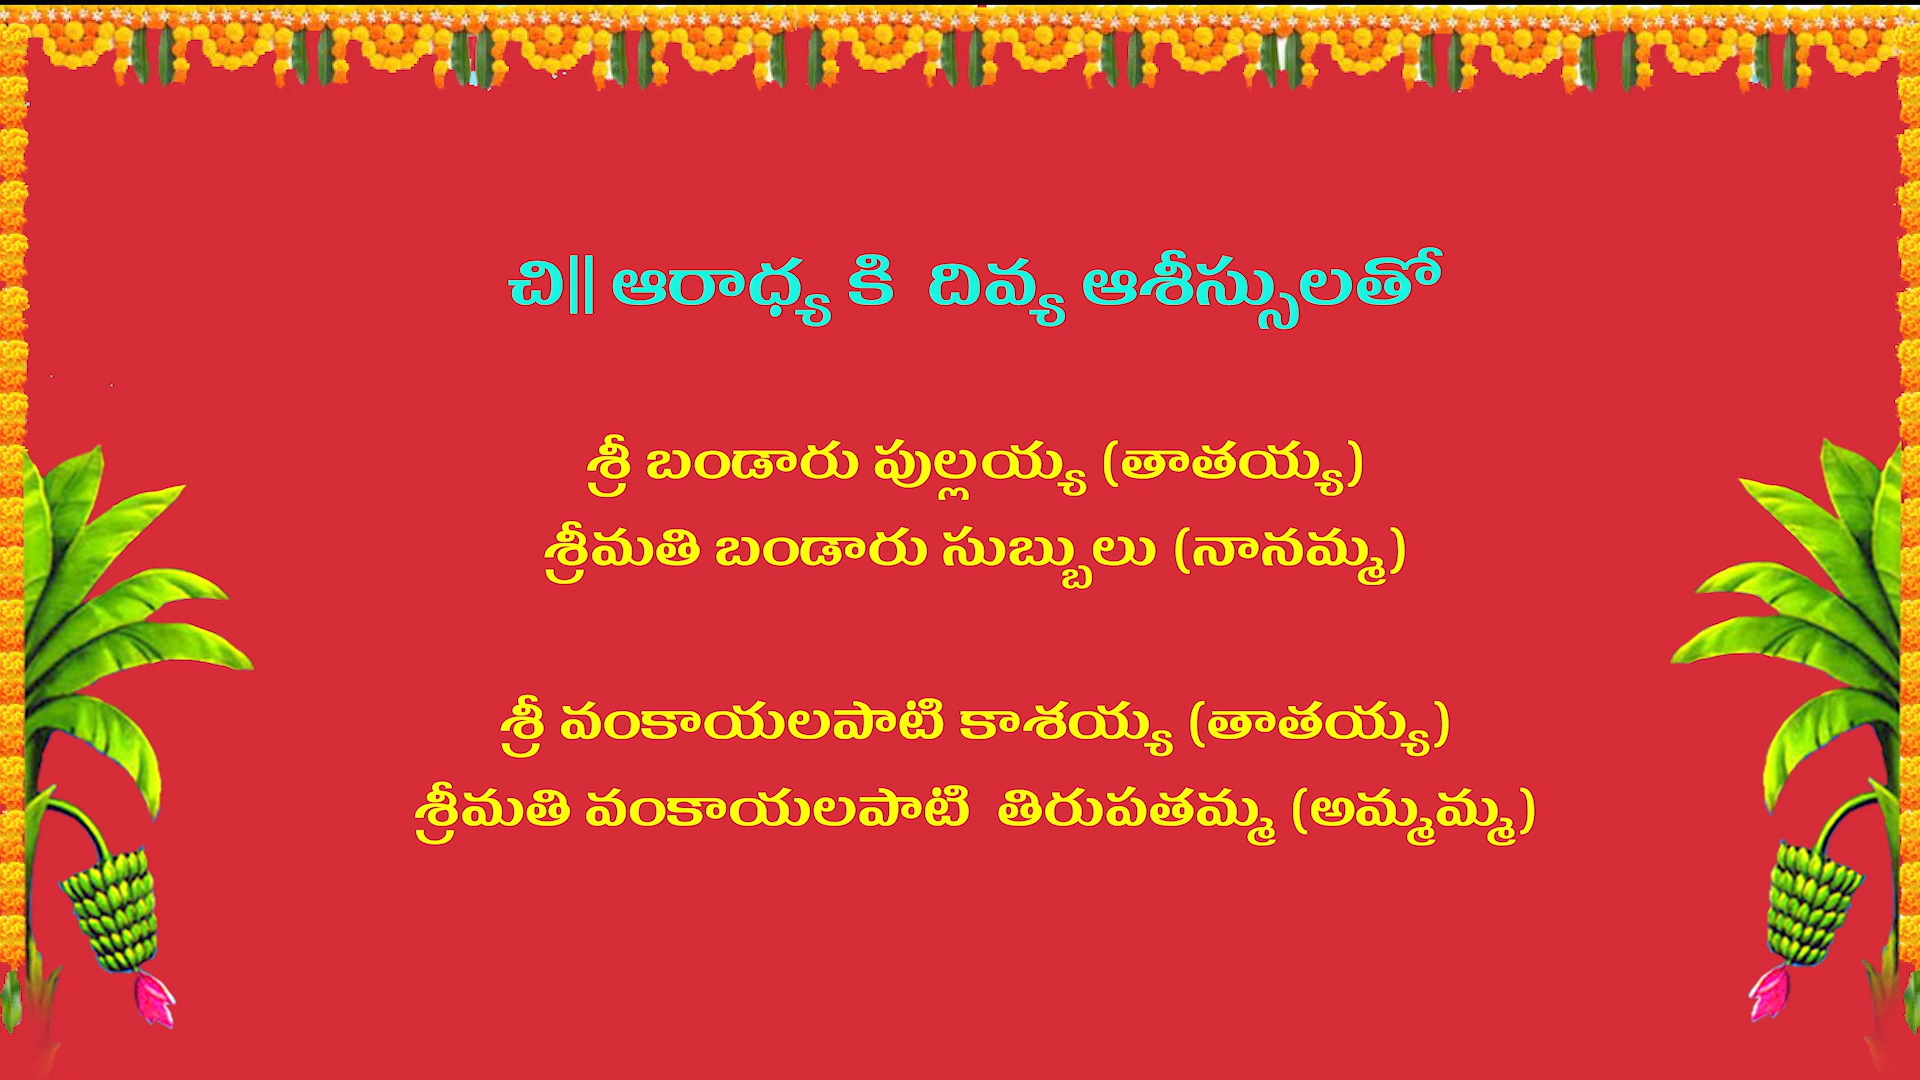 చి|| ఆరాధ్య కి దివ్య ఆశీస్సులతో
శ్రీ బండారు పుల్లయ్య (తాతయ్య)
శ్రీమతి బండారు సుబ్బులు (నానమ్మ)
శ్రీ వంకాయలపాటి కాశయ్య (తాతయ్య)
శ్రీమతి వంకాయలపాటి తిరుపతమ్మ (అమ్మమ్మ)